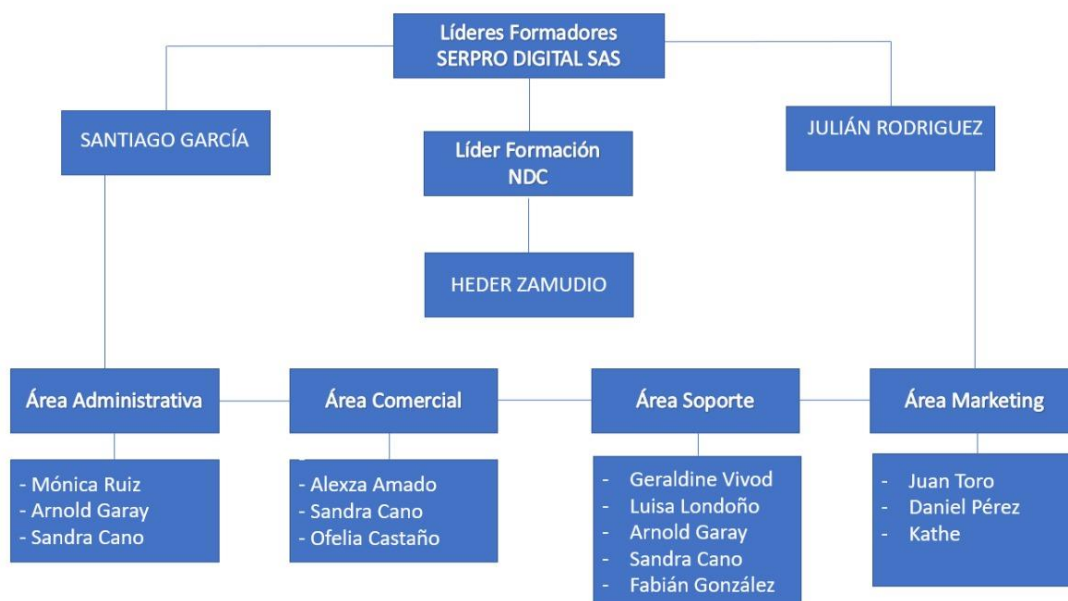 Líderes Formadores
SERPRO DIGITAL SAS
SANTIAGO GARCÍA
Líder Formación
NDC
JULIÁN RODRIGUEZ
HEDER ZAMUDIO
Área Administrativa
- Mónica Ruiz
- Arnold Garay
- Sandra Cano
Área Comercial
-
- Alexza Amado
- Sandra Cano
- Ofelia Castaño
Área Soporte
- Geraldine Vivod
- Luisa Londoño
- Arnold Garay
- Sandra Cano
- Fabián González
Área Marketing
- Juan Toro
- Daniel Pérez
- Kathe